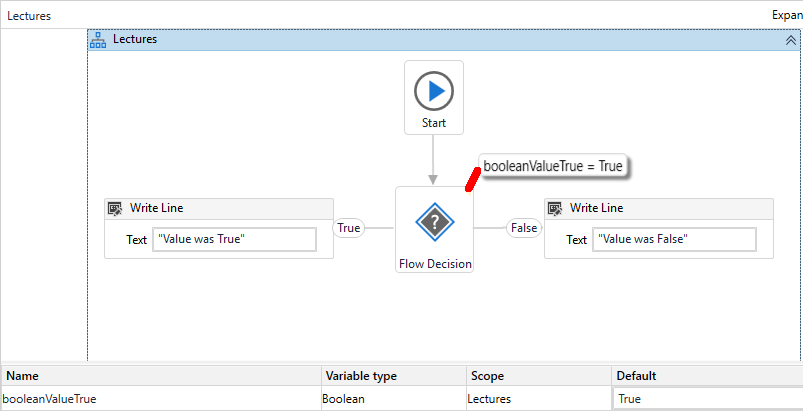 Lectures
Expan
Lectures
Start
booleanValueTrue = True
Write Line
Text "Value was True"
True
Flow Decision
False
Write Line
Text "Value was False"
Name Variable type Scope Default
booleanValueTrue Boolean Lectures True